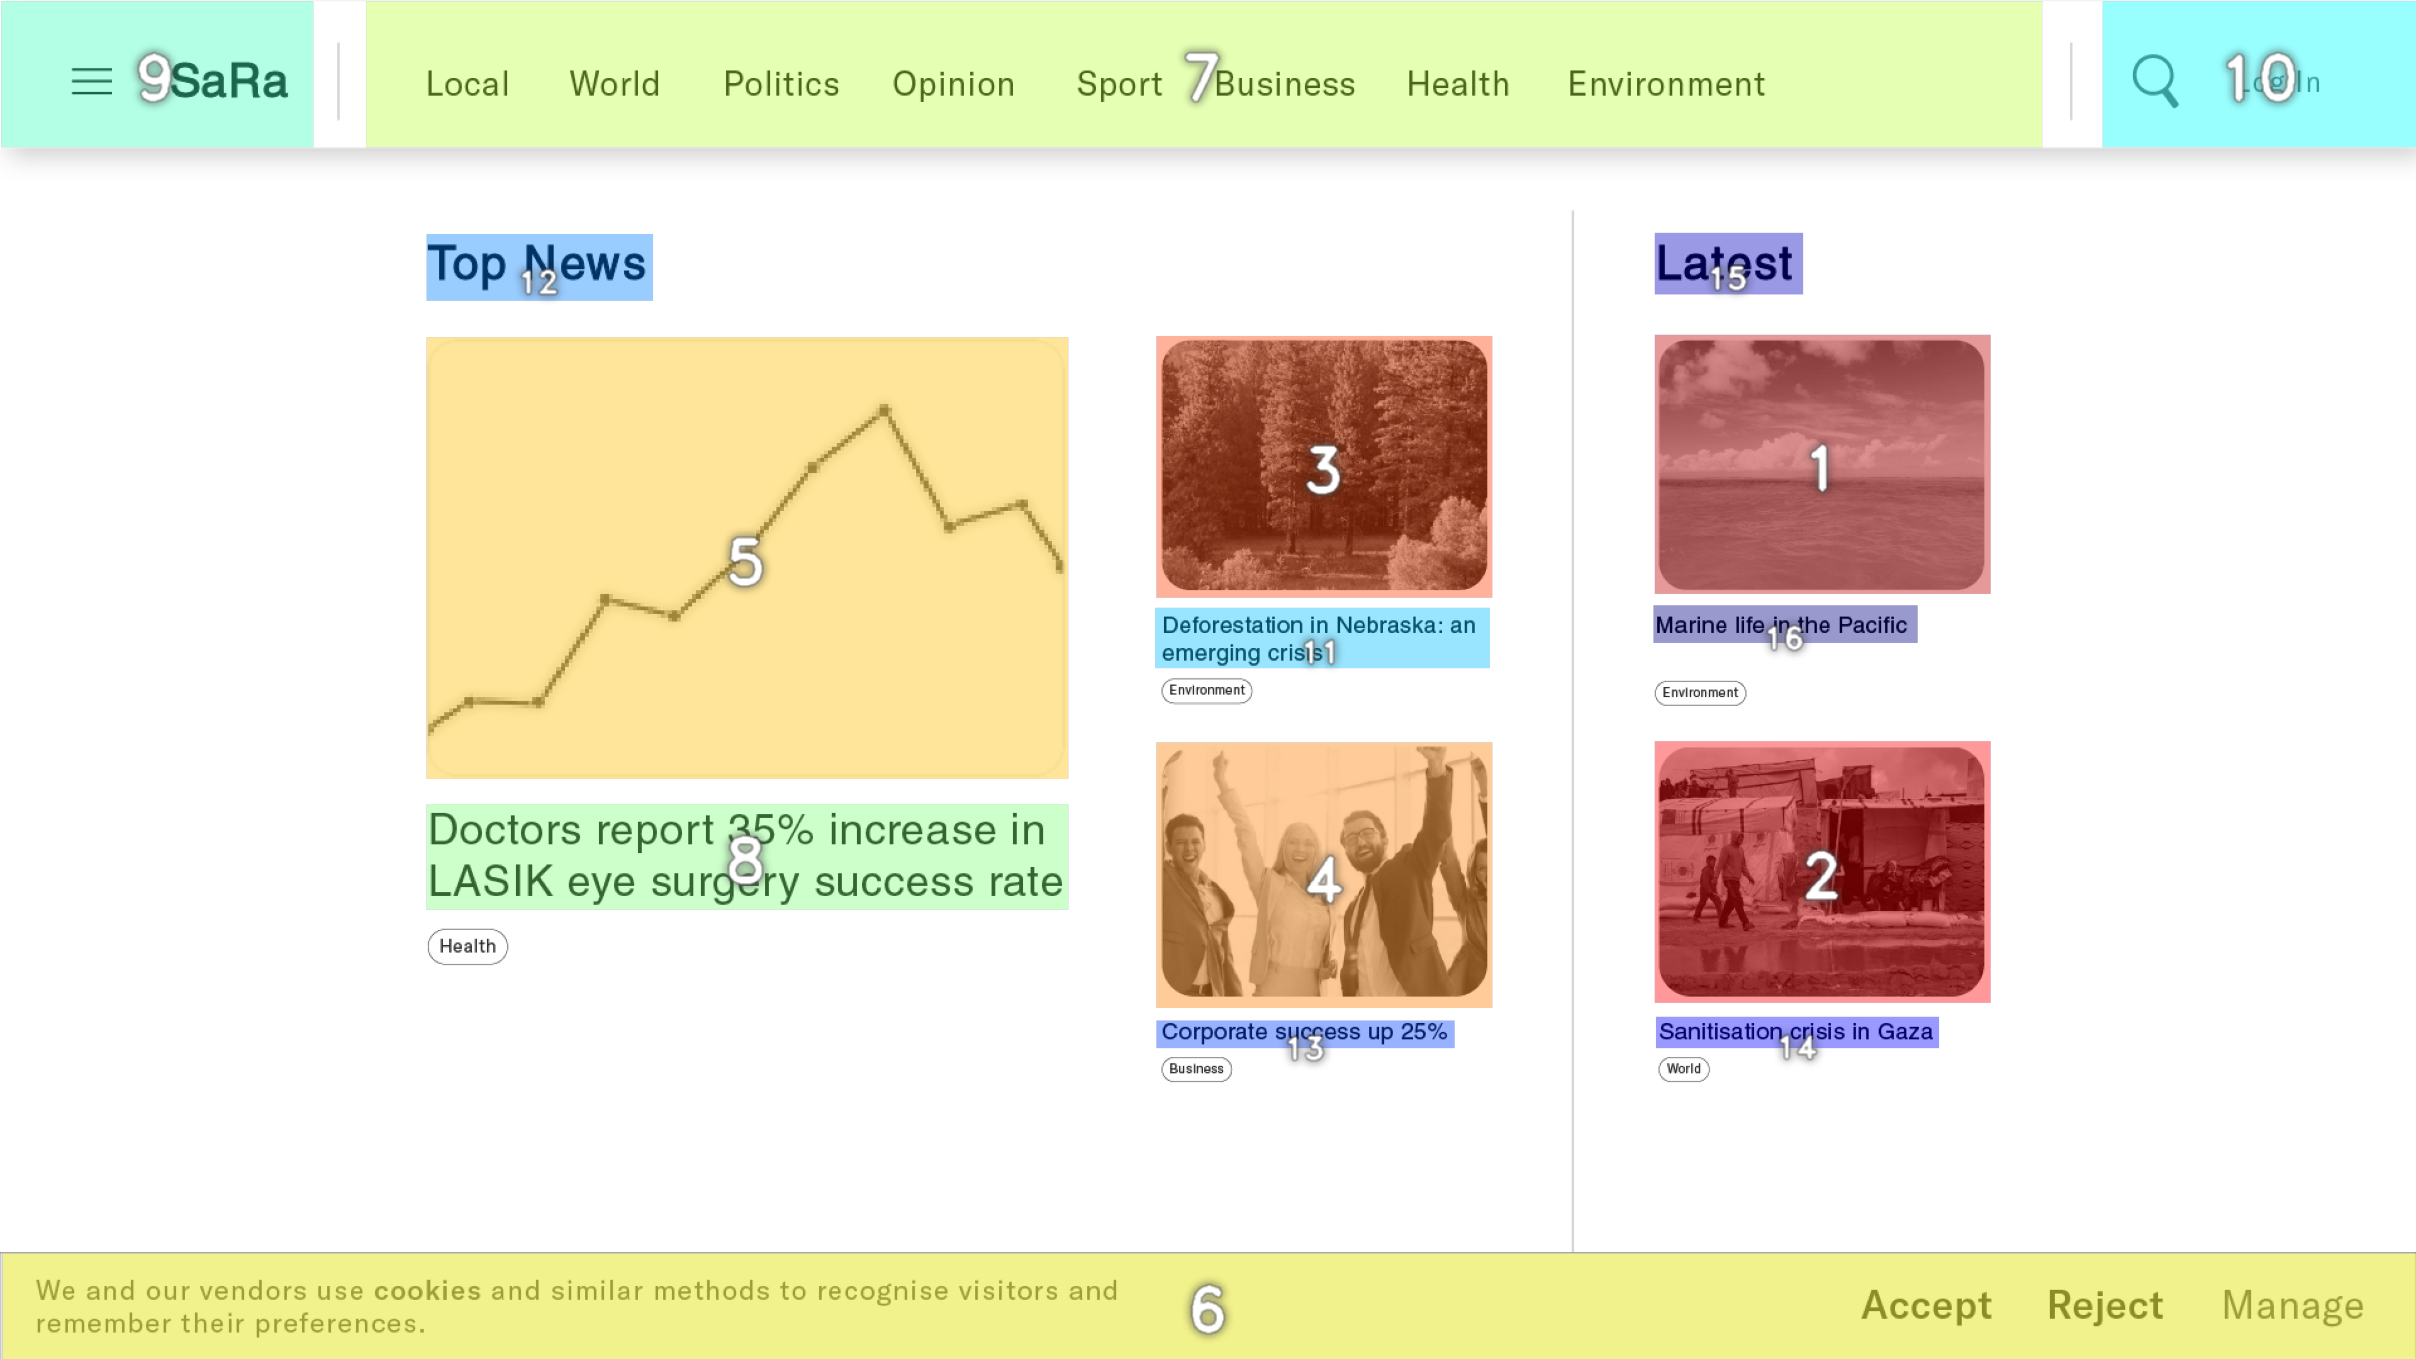 9 SaRa
Local World Politics Opinion Sport 7 Business Health Environment
10 Log In
Top News
12
Latest
15
5
3
1
Deforestation in Nebraska: an
emerging crisis
11
Environment
Marine life in the Pacific
16
Environment
Doctors report 35% increase in
8
LASIK eye surgery success rate
Health
4
2
Corporate success up 25%
13
Business
Sanitisation crisis in Gaza
14
World
We and our vendors use cookies and similar methods to recognise visitors and
remember their preferences.
6
Accept Reject Manage